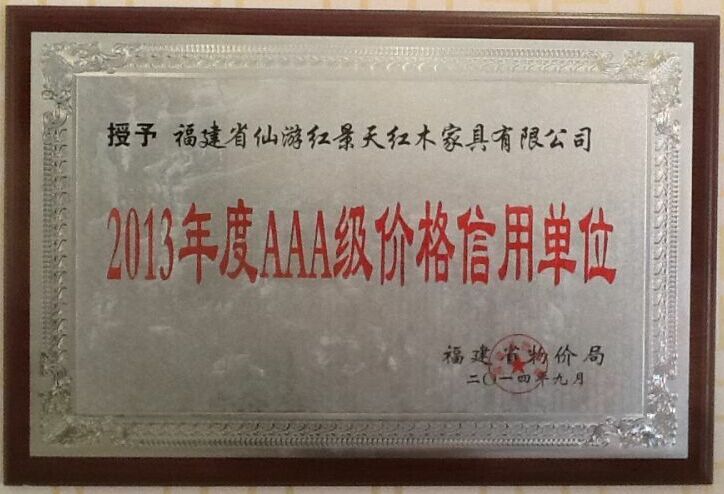 授予 福建省仙游红景天红木家具有限公司
2013年度AAA级价格信用单位
福建省物价局
二〇一四年九月